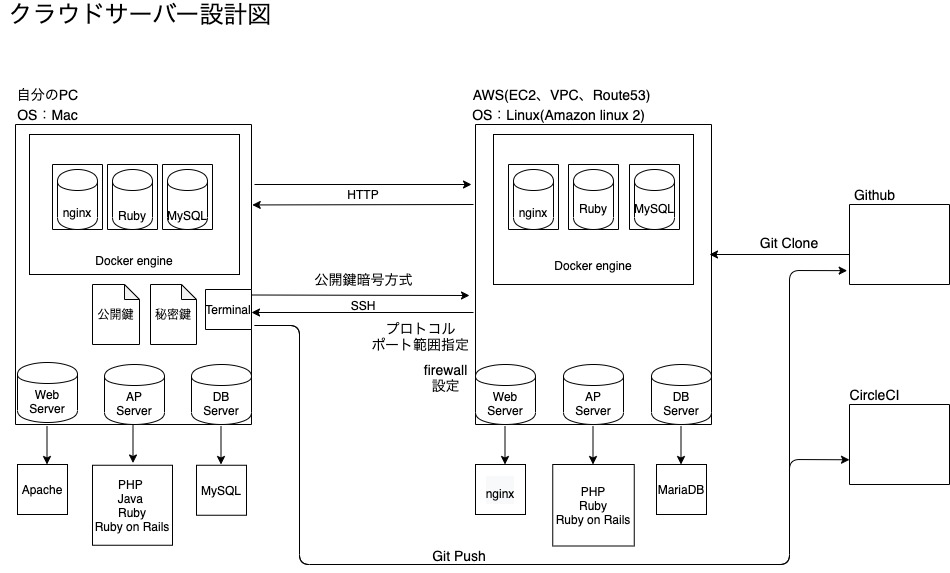 クラウドサーバー設計図
自分のPC
OS：Mac
nginx
Ruby
MySQL
Docker engine
公開鍵
秘密鍵
Terminal
Web
Server
AP
Server
DB
Server
Apache
PHP
Java
Ruby
Ruby on Rails
MySQL
HTTP
公開鍵暗号方式
SSH
プロトコル
ポート範囲指定
firewall
設定
AWS(EC2、VPC、Route53)
OS：Linux(Amazon linux 2)
nginx
Ruby
MySQL
Docker engine
Web
Server
AP
Server
DB
Server
nginx
PHP
Ruby
Ruby on Rails
MariaDB
Git Clone
Github
CircleCI
Git Push